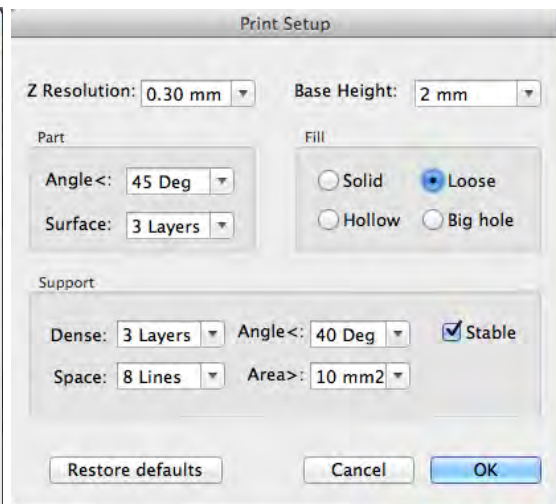 Print Setup
Z Resolution: 0.30 mm Base Height: 2 mm
Part Fill
Angle<: 45 Deg Solid Loose
Surface: 3 Layers Hollow Big hole
Support
Dense: 3 Layers Angle<: 40 Deg Stable
Space: 8 Lines Area>: 10 mm2
Restore defaults Cancel OK